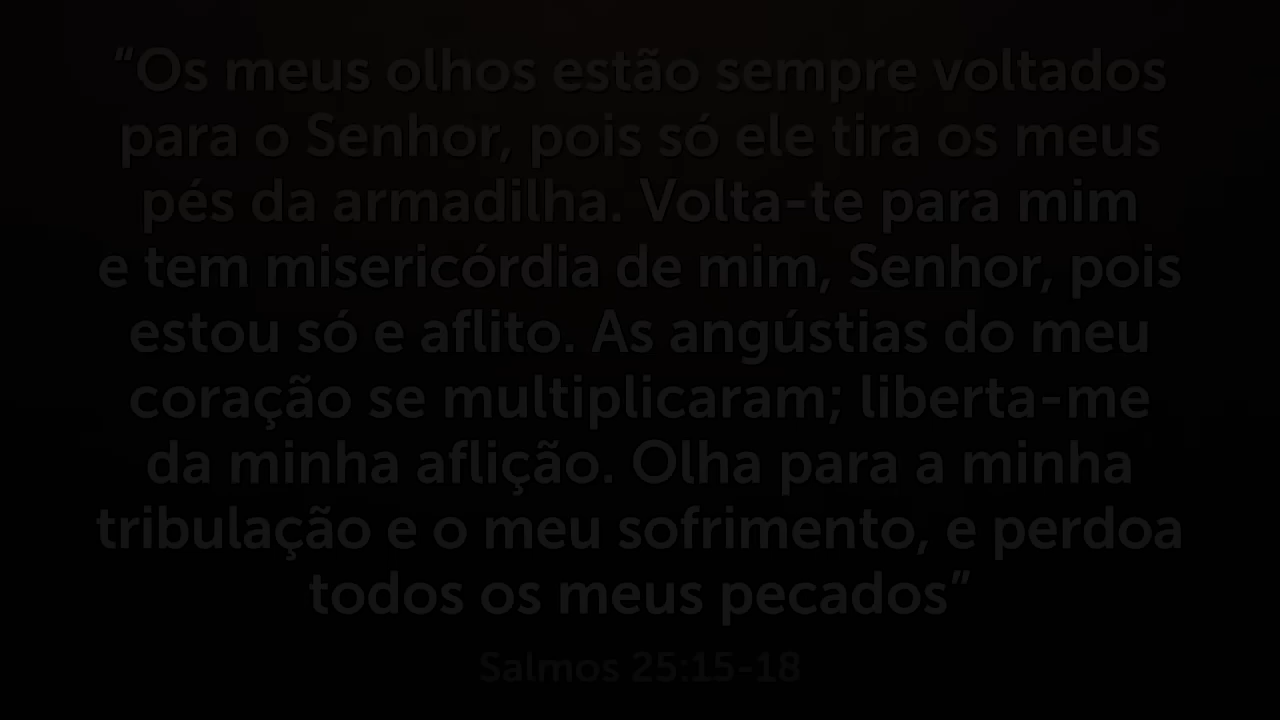 “Os meus olhos estão sempre voltados
para o Senhor, pois só ele tira os meus
pés da armadilha. Volta-te para mim
e tem misericórdia de mim, Senhor, pois
estou só e aflito. As angústias do meu
coração se multiplicaram; liberta-me
da minha aflição. Olha para a minha
tribulação e o meu sofrimento, e perdoa
todos os meus pecados”
Salmos 25:15-18